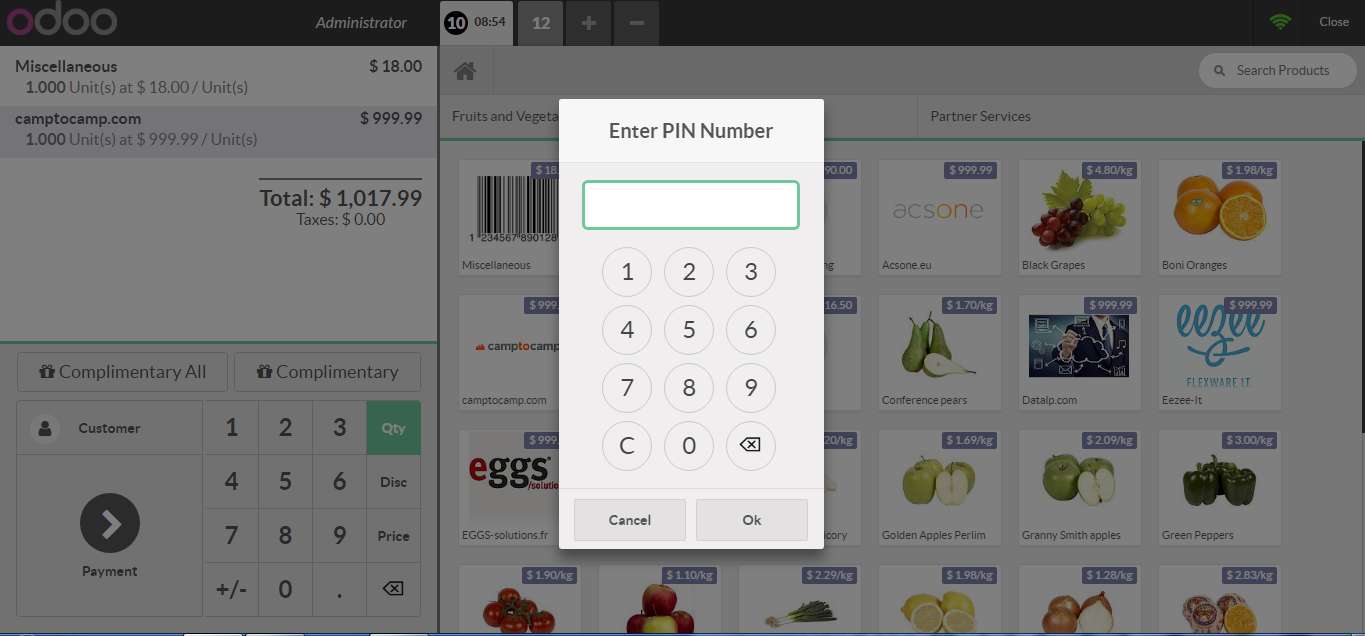 odoo
Administrator
10 08:54
12
+
−
Close
Miscellaneous $ 18.00
1.000 Unit(s) at $ 18.00 / Unit(s)
camptocamp.com $ 999.99
1.000 Unit(s) at $ 999.99 / Unit(s)
Total: $ 1,017.99
Taxes: $ 0.00
Complimentary All
Complimentary
Customer
1 2 3 Qty
4 5 6 Disc
7 8 9 Price
+/- 0 .
Payment
Search Products
Fruits and Vegeta
Partner Services
Enter PIN Number
1 2 3
4 5 6
7 8 9
C 0
Cancel
Ok
$ 18.
1 234567 890128
Miscellaneous
90.00
ng
$ 999.99
acsone
Acsone.eu
$ 4.80/kg
Black Grapes
$ 1.98/kg
Boni Oranges
$ 999.
camptocamp
camptocamp.com
16.50
$ 1.70/kg
Conference pears
$ 999.99
Datalp.com
$ 999.99
eezee
FLEXWARE I.T.
Eezee-It
$ 999.
eggs
/solutio
EGGS-solutions.fr
20/kg
icory
$ 1.69/kg
Golden Apples Perlim
$ 2.09/kg
Granny Smith apples
$ 3.00/kg
Green Peppers
$ 1.90/kg
$ 1.10/kg
$ 2.29/kg
$ 1.98/kg
$ 1.28/kg
$ 2.83/kg